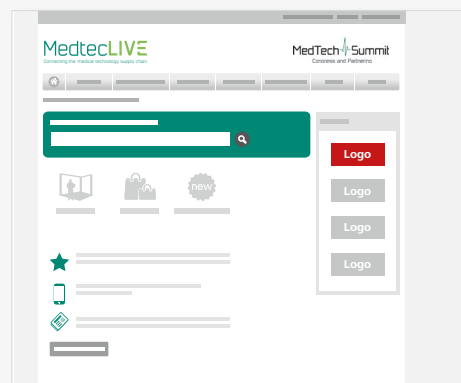 MedtecLIVE
Connecting the medical technology supply chain
MedTech Summit
Congress and Partnering
new
Logo
Logo
Logo
Logo